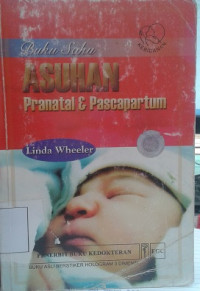 Buku Saku
ASUHAN
Pranatal & Pascapartum
Linda Wheeler
PENERBIT BUKU KEDOKTERAN
EGC